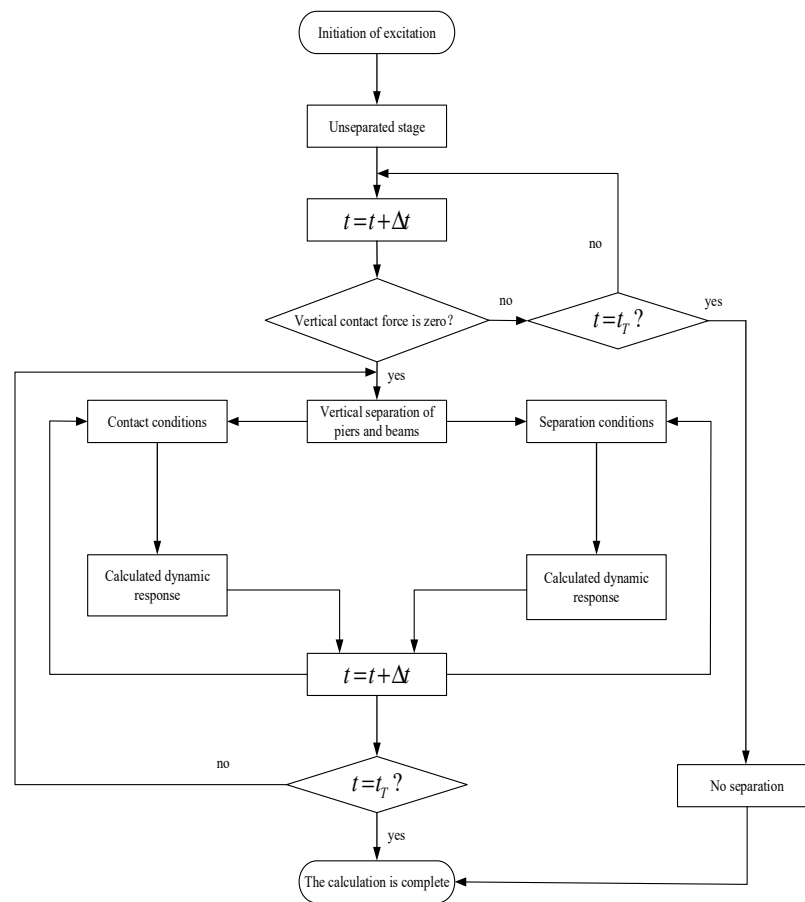 Initiation of excitation
Unseparated stage
t=t+Δt
no
Vertical contact force is zero?
no
t=t_T?
yes
yes
Contact conditions
Vertical separation of
piers and beams
Separation conditions
Calculated dynamic
response
Calculated dynamic
response
t=t+Δt
no
t=t_T?
No separation
yes
The calculation is complete